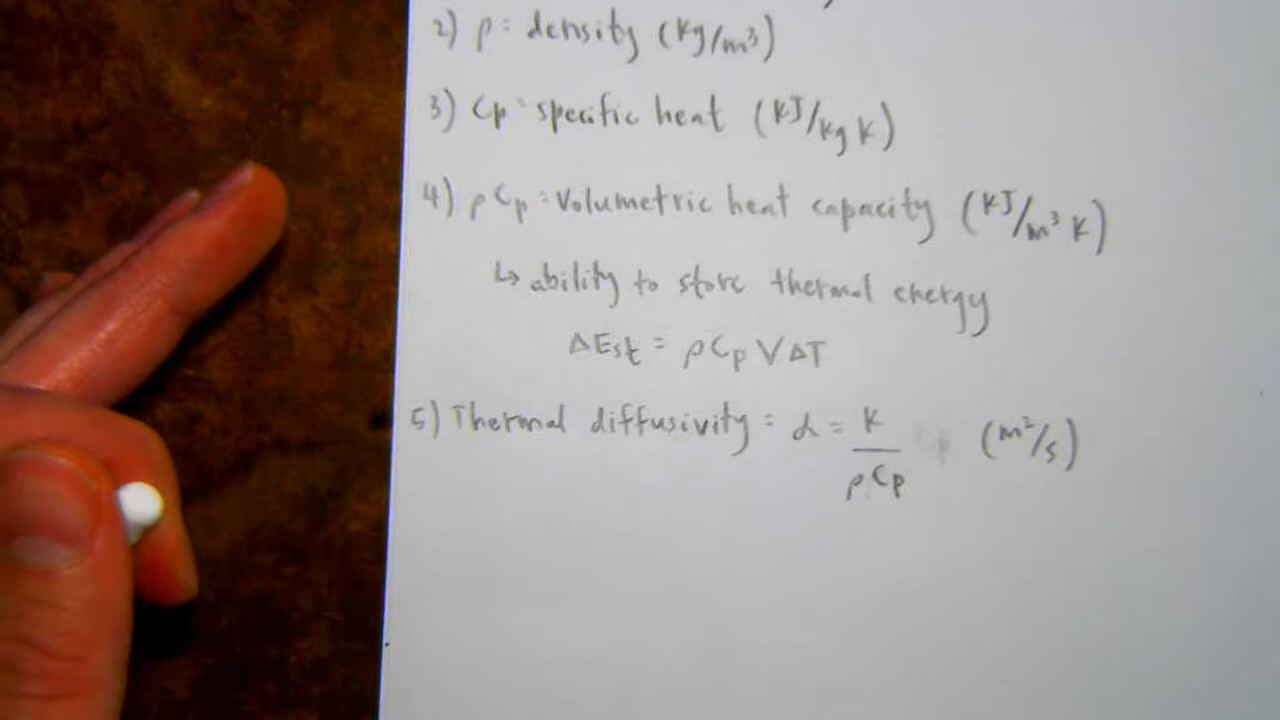 2) ρ = density (kg/m³)
3) Cp = specific heat (kJ/kg K)
4) ρCp = Volumetric heat capacity (kJ/m³ K)
↳ ability to store thermal energy
ΔEst = ρCp V ΔT
5) Thermal diffusivity = α = k / ρCp (m²/s)